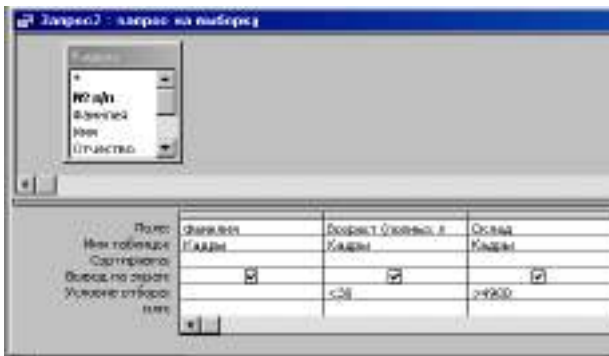 Запрос2 : запрос на выборку
Кадры
*
№ п/п
Фамилия
Имя
Отчество
Поле: Фамилия Возраст (полных л Оклад
Имя таблицы: Кадры Кадры Кадры
Сортировка:
Вывод на экран:
Условие отбора: <30 >4900
или: